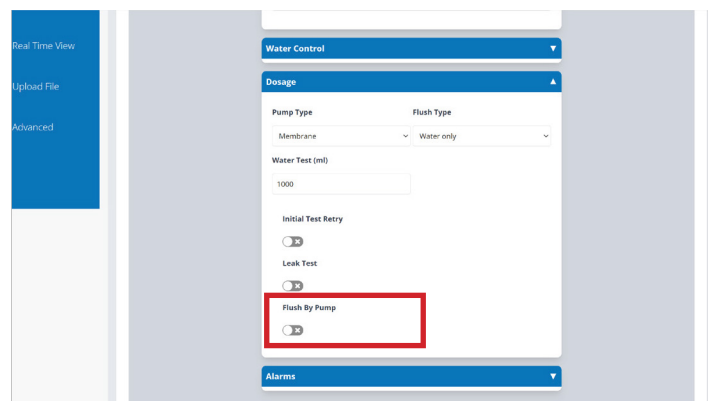 Real Time View
Upload File
Advanced
Water Control
Dosage
Pump Type
Flush Type
Membrane
Water only
Water Test (ml)
1000
Initial Test Retry
Leak Test
Flush By Pump
Alarms